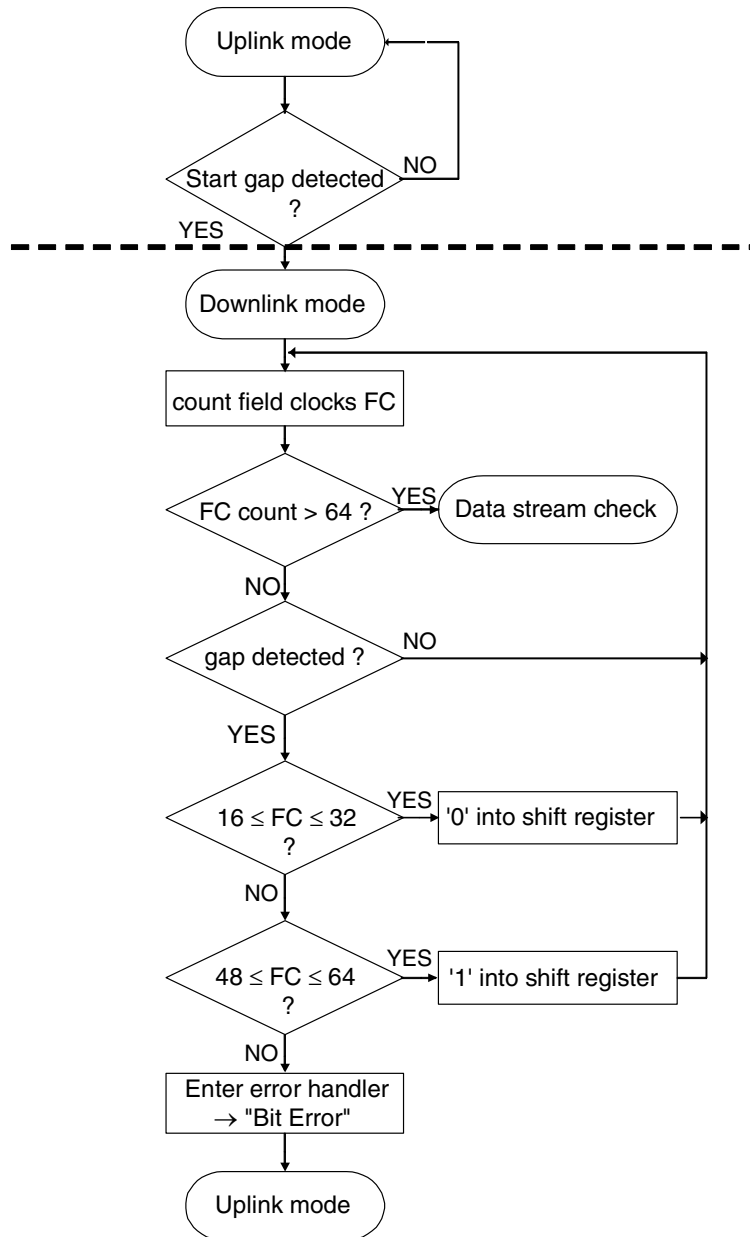 Uplink mode
NO
Start gap detected
?
YES
Downlink mode
count field clocks FC
FC count > 64 ?
YES
Data stream check
NO
gap detected ?
NO
YES
16 ≤ FC ≤ 32
?
YES
'0' into shift register
NO
48 ≤ FC ≤ 64
?
YES
'1' into shift register
NO
Enter error handler
→ "Bit Error"
Uplink mode